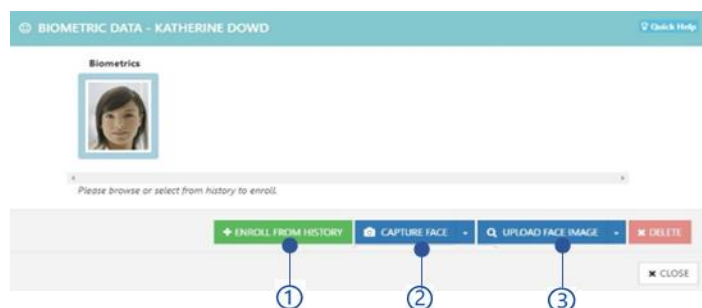 BIOMETRIC DATA - KATHERINE DOWD
Quick Help
Biometrics
Please browse or select from history to enroll.
+ ENROLL FROM HISTORY CAPTURE FACE UPLOAD FACE IMAGE × DELETE
× CLOSE
1 2 3